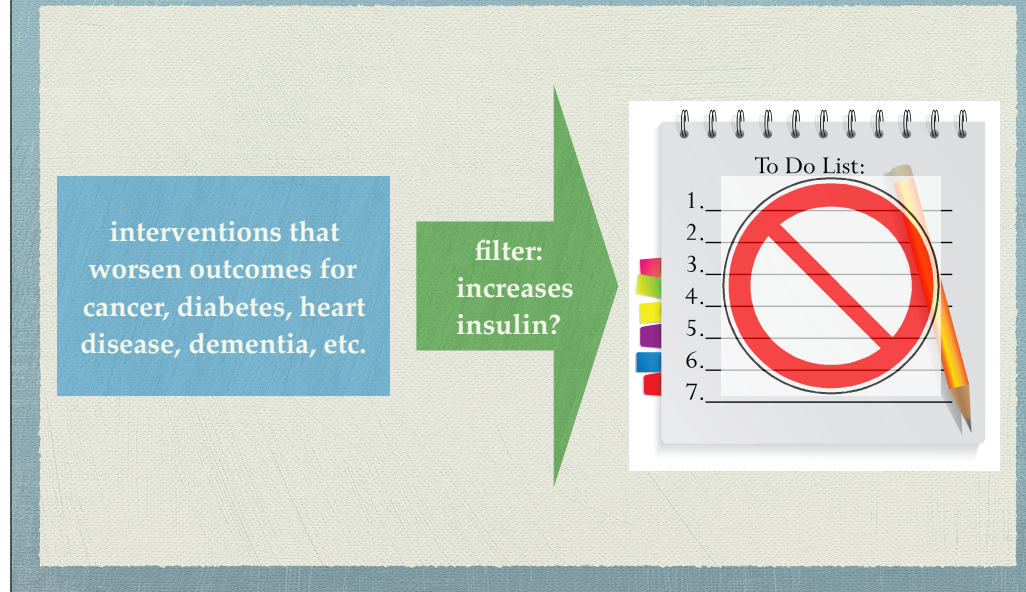 interventions that
worsen outcomes for
cancer, diabetes, heart
disease, dementia, etc.
filter:
increases
insulin?
To Do List:
1.
2.
3.
4.
5.
6.
7.